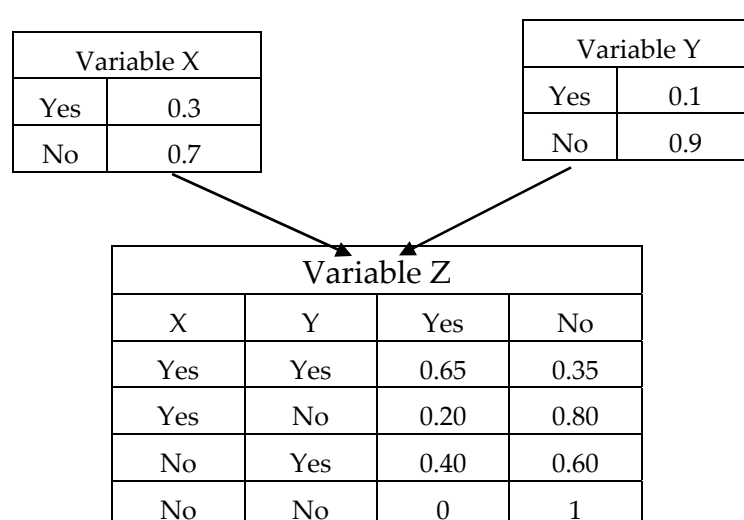 Variable X
Yes 0.3
No 0.7
Variable Y
Yes 0.1
No 0.9
Variable Z
X Y Yes No
Yes Yes 0.65 0.35
Yes No 0.20 0.80
No Yes 0.40 0.60
No No 0 1